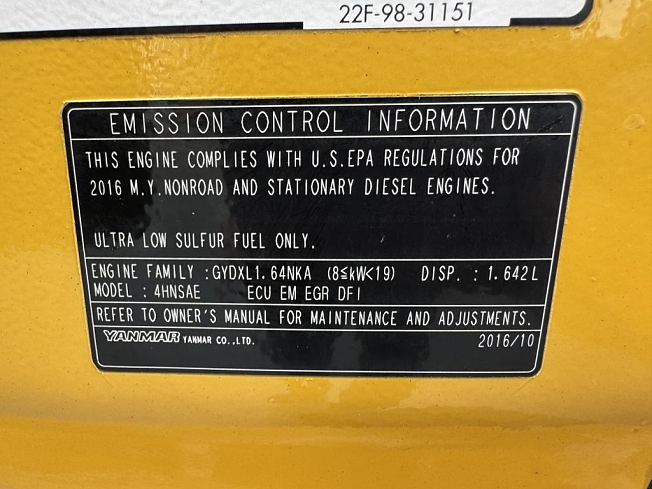 22F-98-31151
EMISSION CONTROL INFORMATION
THIS ENGINE COMPLIES WITH U.S.EPA REGULATIONS FOR
2016 M.Y.NONROAD AND STATIONARY DIESEL ENGINES.
ULTRA LOW SULFUR FUEL ONLY.
ENGINE FAMILY :GYDXL1.64NKA (8≦kW<19) DISP. : 1.642L
MODEL : 4HNSAE ECU EM EGR DFI
REFER TO OWNER'S MANUAL FOR MAINTENANCE AND ADJUSTMENTS.
YANMAR YANMAR CO.,LTD. 2016/10